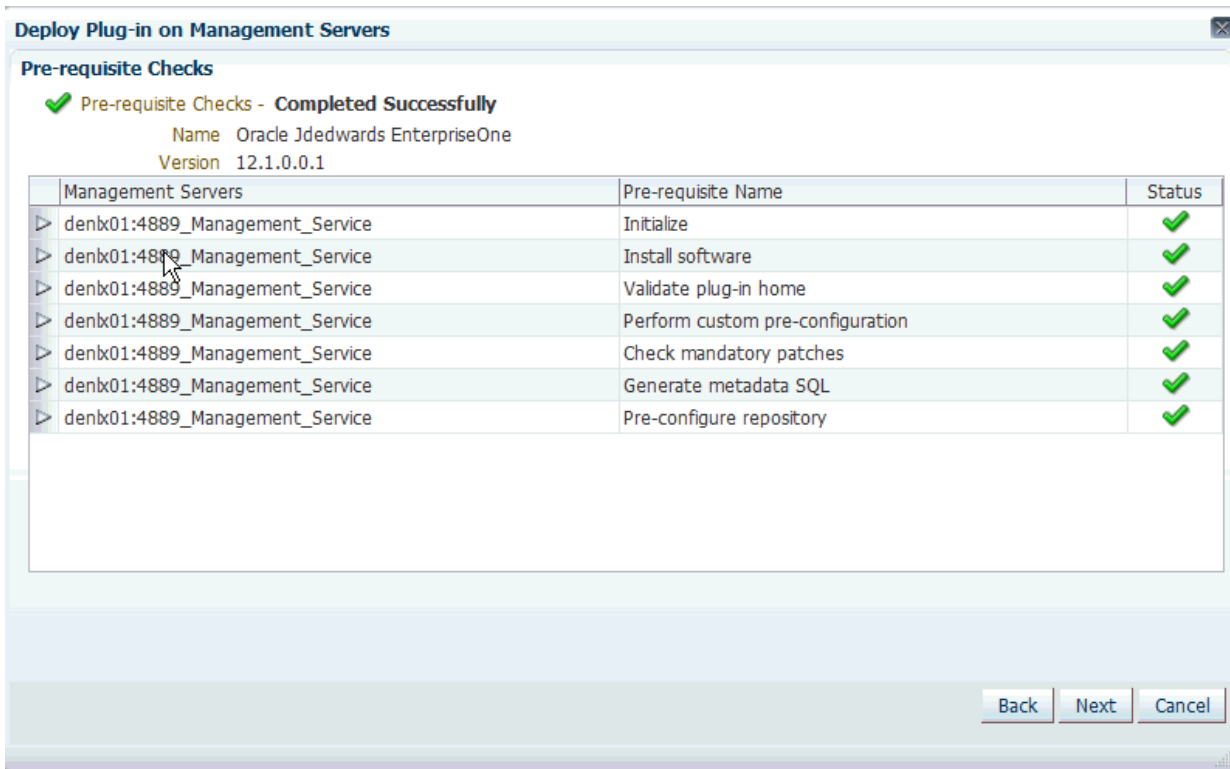 Deploy Plug-in on Management Servers
Pre-requisite Checks
Pre-requisite Checks - Completed Successfully
Name Oracle Jdedwards EnterpriseOne
Version 12.1.0.0.1
Management Servers Pre-requisite Name Status
denlx01:4889_Management_Service Initialize
denlx01:4889_Management_Service Install software
denlx01:4889_Management_Service Validate plug-in home
denlx01:4889_Management_Service Perform custom pre-configuration
denlx01:4889_Management_Service Check mandatory patches
denlx01:4889_Management_Service Generate metadata SQL
denlx01:4889_Management_Service Pre-configure repository
Back Next Cancel